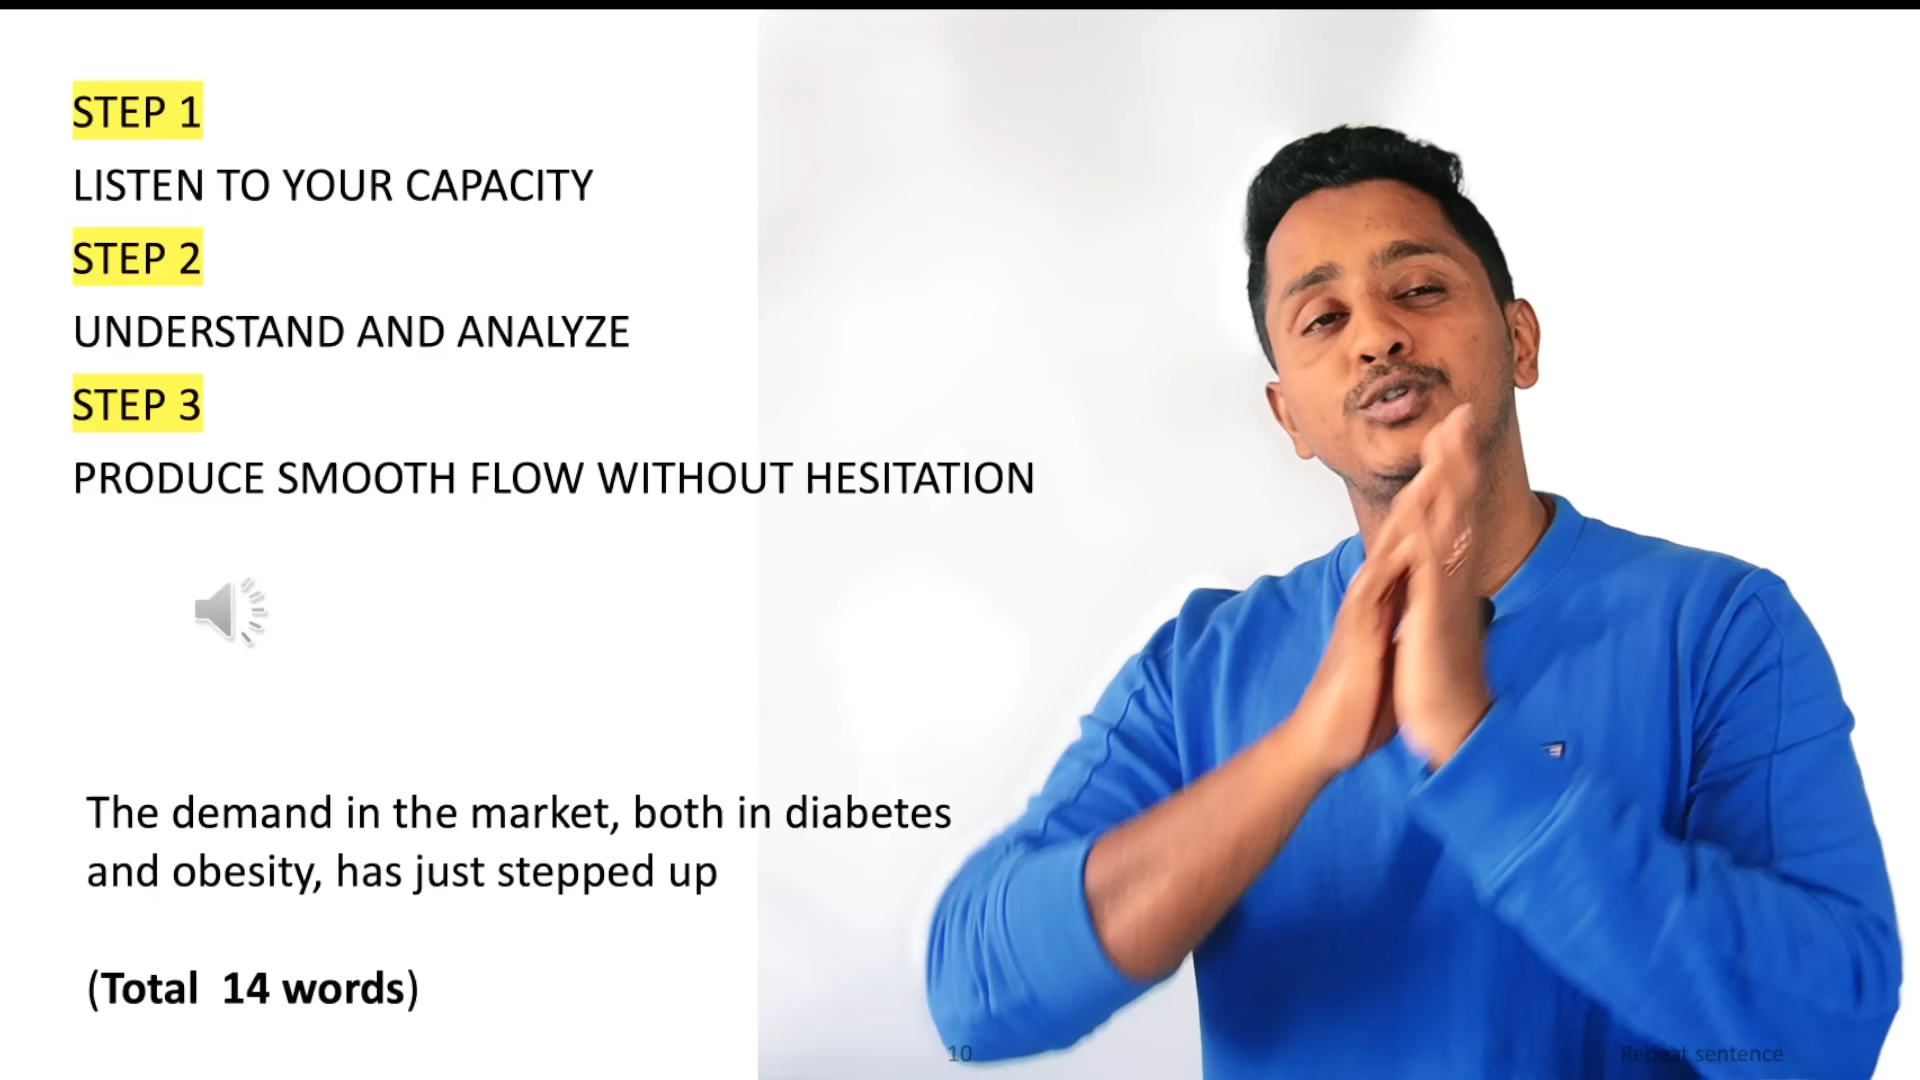 STEP 1
LISTEN TO YOUR CAPACITY
STEP 2
UNDERSTAND AND ANALYZE
STEP 3
PRODUCE SMOOTH FLOW WITHOUT HESITATION
The demand in the market, both in diabetes
and obesity, has just stepped up
(Total 14 words)
10
Repeat sentence